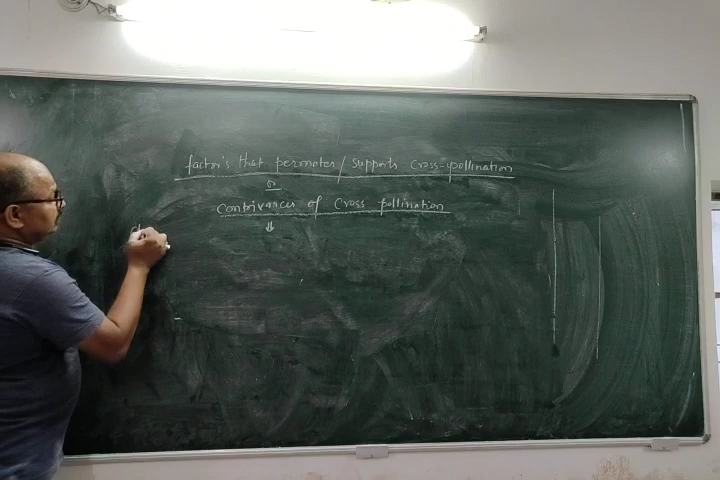 factor's that permotes / supports Cross-pollination
or
contrivances of Cross pollination
⇓